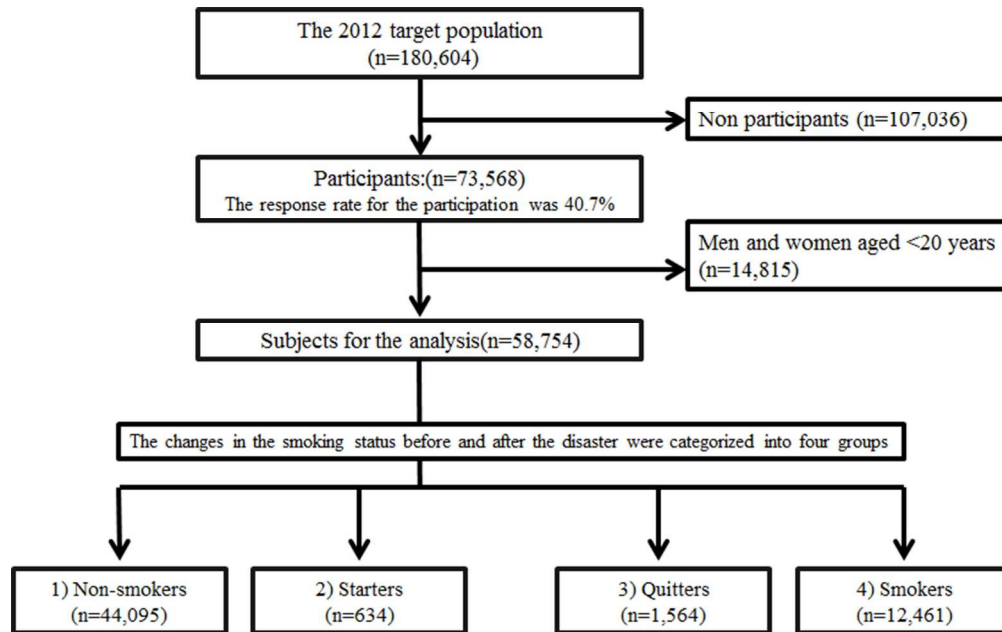 The 2012 target population
(n=180,604)
Non participants (n=107,036)
Participants:(n=73,568)
The response rate for the participation was 40.7%
Men and women aged <20 years
(n=14,815)
Subjects for the analysis(n=58,754)
The changes in the smoking status before and after the disaster were categorized into four groups
1) Non-smokers
(n=44,095)
2) Starters
(n=634)
3) Quitters
(n=1,564)
4) Smokers
(n=12,461)